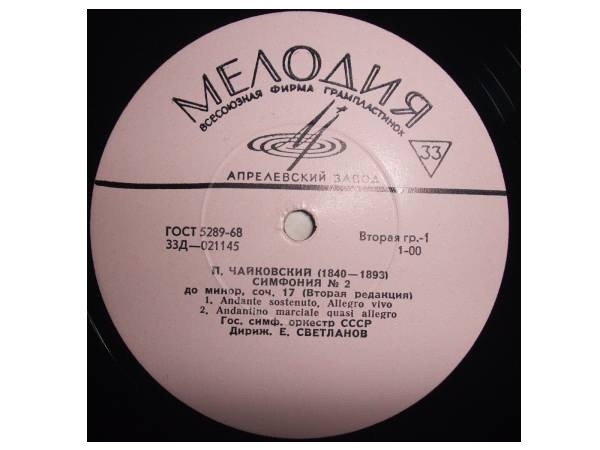 МЕЛОДИЯ
ВСЕСОЮЗНАЯ ФИРМА ГРАМПЛАСТИНОК
33
АПРЕЛЕВСКИЙ ЗАВОД
ГОСТ 5289-68
33Д—021145
Вторая гр.-1
1-00
П. ЧАЙКОВСКИЙ (1840—1893)
СИМФОНИЯ № 2
до минор, соч. 17 (Вторая редакция)
1. Andante sostenuto, Allegro vivo
2. Andantino marciale quasi allegro
Гос. симф. оркестр СССР
Дириж. Е. СВЕТЛАНОВ